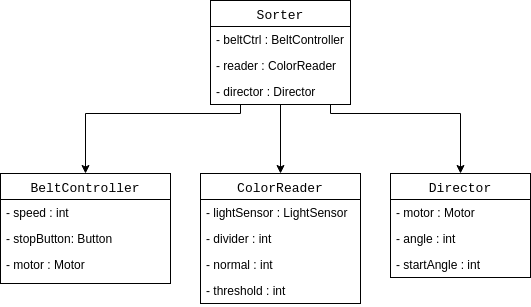 Sorter
- beltCtrl : BeltController
- reader : ColorReader
- director : Director
BeltController
- speed : int
- stopButton: Button
- motor : Motor
ColorReader
- lightSensor : LightSensor
- divider : int
- normal : int
- threshold : int
Director
- motor : Motor
- angle : int
- startAngle : int